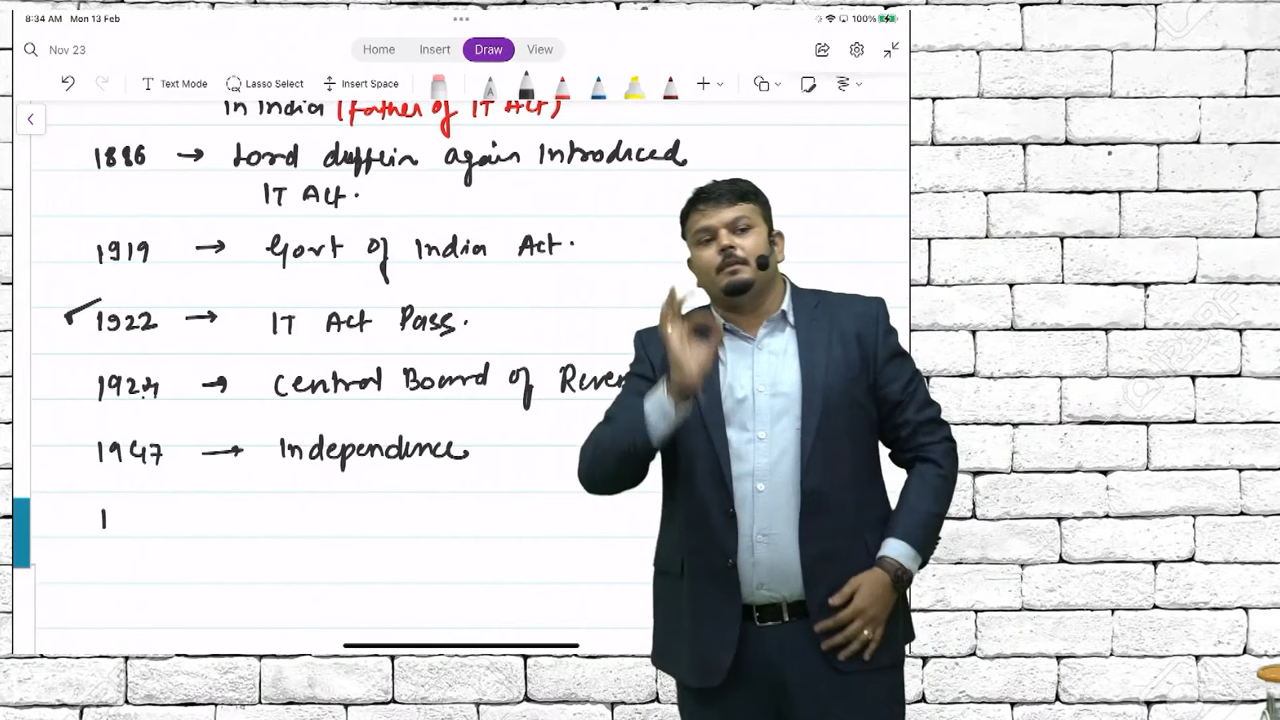 8:34 AM Mon 13 Feb
100%
Nov 23
Home Insert Draw View
Text Mode Lasso Select Insert Space
In India (father of IT Act)
1886 → Lord dufferin again Introduced
IT Act.
1919 → Govt of India Act.
✓ 1922 → IT Act Pass.
1924 → Central Board of Reven
1947 → Independence
1